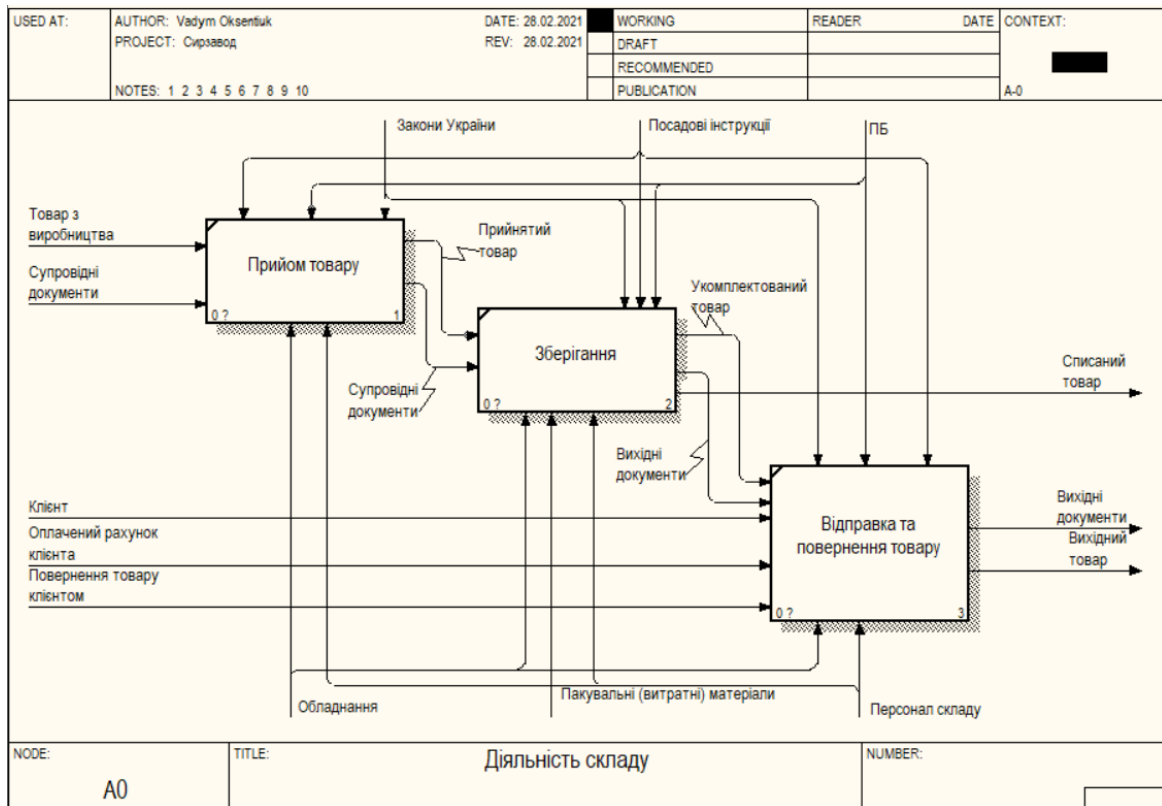 USED AT:
AUTHOR: Vadym Oksentiuk
DATE: 28.02.2021
WORKING
READER
DATE
CONTEXT:
PROJECT: Сирзавод
REV: 28.02.2021
DRAFT
RECOMMENDED
NOTES: 1 2 3 4 5 6 7 8 9 10
PUBLICATION
A-0
Закони України
Посадові інструкції
ПБ
Товар з
виробництва
Супровідні
документи
Прийом товару
0 ?
1
Прийнятий
товар
Супровідні
документи
Зберігання
0 ?
2
Укомплектований
товар
Списаний
товар
Вихідні
документи
Клієнт
Оплачений рахунок
клієнта
Повернення товару
клієнтом
Відправка та
повернення товару
0 ?
3
Вихідні
документи
Вихідний
товар
Обладнання
Пакувальні (витратні) матеріали
Персонал складу
NODE:
A0
TITLE:
Діяльність складу
NUMBER: